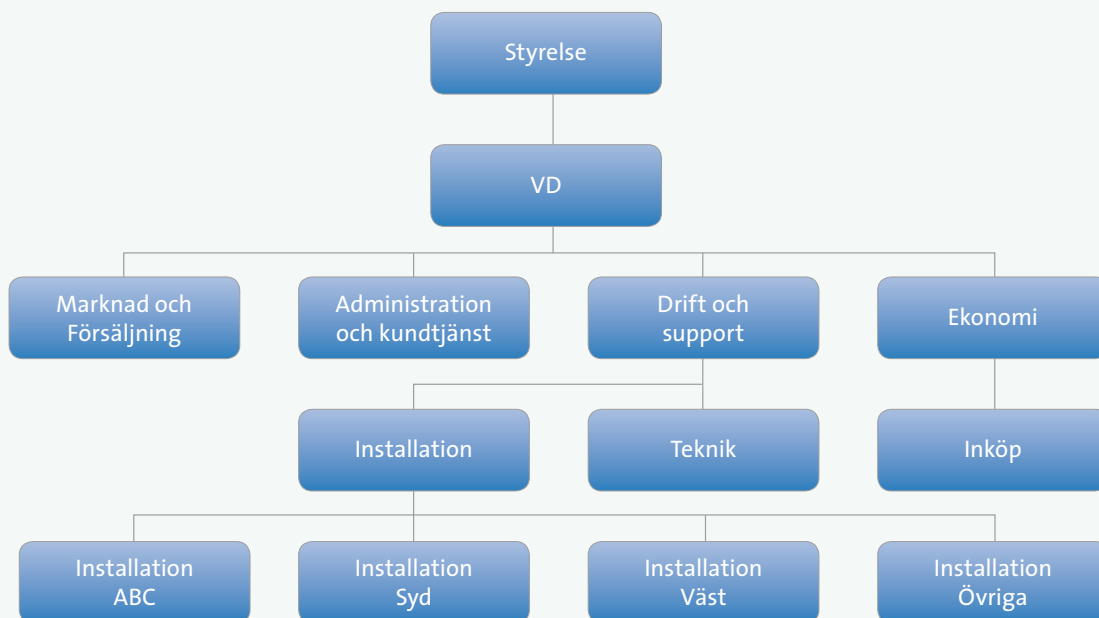 Styrelse
VD
Marknad och
Försäljning
Administration
och kundtjänst
Drift och
support
Ekonomi
Installation
Teknik
Inköp
Installation
ABC
Installation
Syd
Installation
Väst
Installation
Övriga